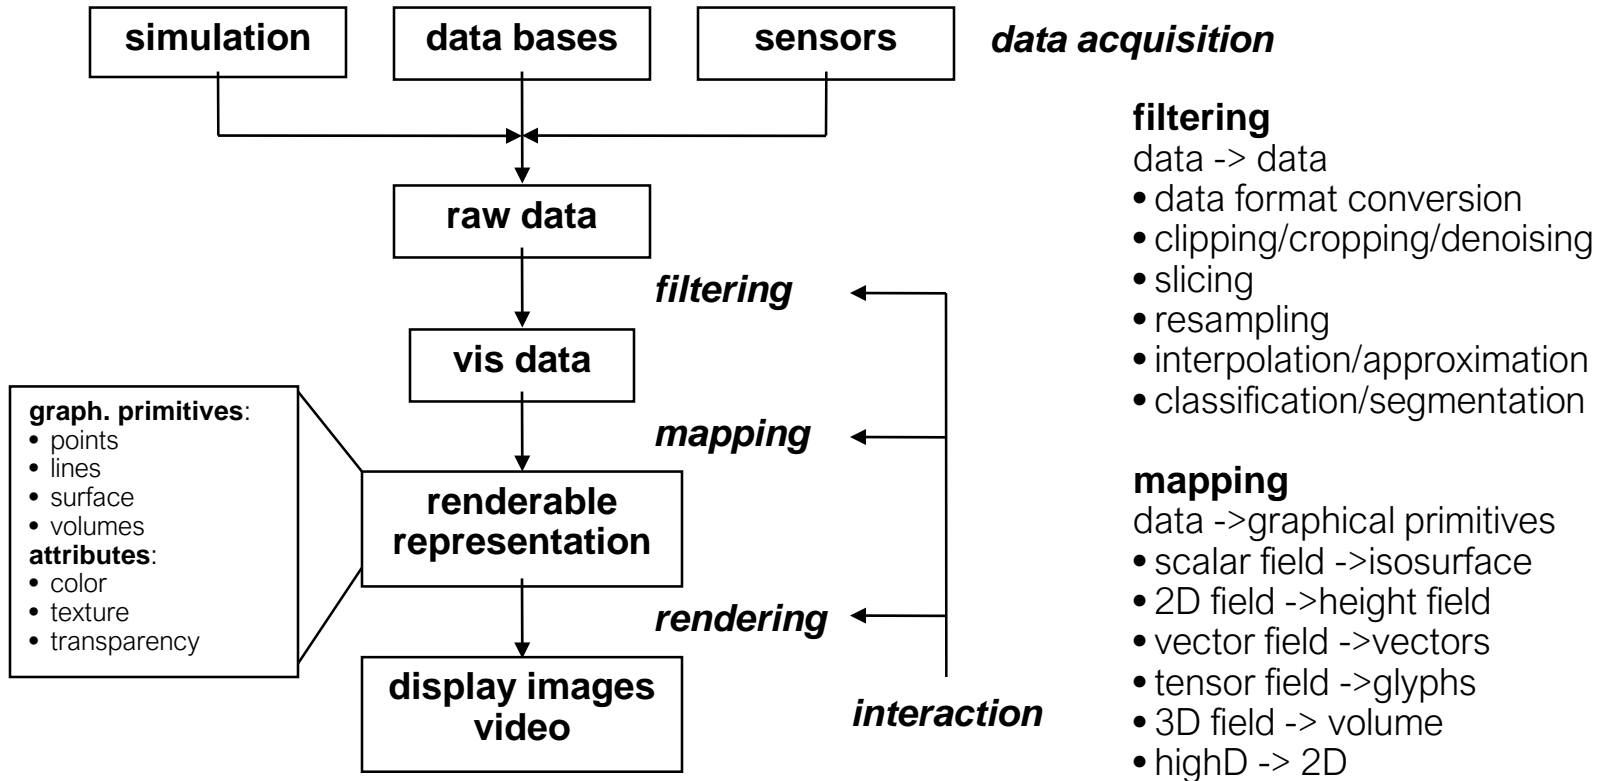 simulation
data bases
sensors
data acquisition
raw data
filtering
vis data
mapping
graph. primitives:
• points
• lines
• surface
• volumes
attributes:
• color
• texture
• transparency
renderable
representation
rendering
display images
video
interaction
filtering
data -> data
• data format conversion
• clipping/cropping/denoising
• slicing
• resampling
• interpolation/approximation
• classification/segmentation
mapping
data ->graphical primitives
• scalar field ->isosurface
• 2D field ->height field
• vector field ->vectors
• tensor field ->glyphs
• 3D field -> volume
• highD -> 2D